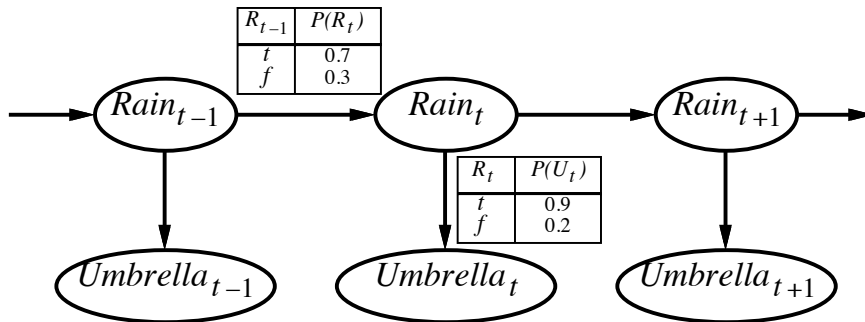 R_{t-1} P(R_t)
t 0.7
f 0.3
Rain_{t-1} Rain_t Rain_{t+1}
R_t P(U_t)
t 0.9
f 0.2
Umbrella_{t-1} Umbrella_t Umbrella_{t+1}